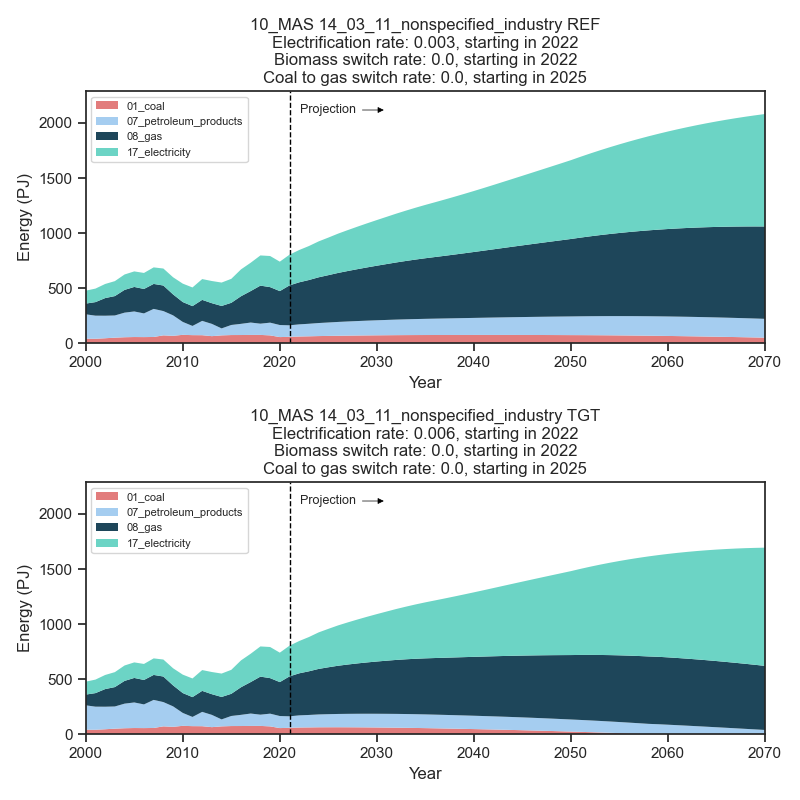 10_MAS 14_03_11_nonspecified_industry REF
Electrification rate: 0.003, starting in 2022
Biomass switch rate: 0.0, starting in 2022
Coal to gas switch rate: 0.0, starting in 2025
Projection
01_coal
07_petroleum_products
08_gas
17_electricity
Energy (PJ)
2000
1500
1000
500
0
2000 2010 2020 2030 2040 2050 2060 2070
Year
10_MAS 14_03_11_nonspecified_industry TGT
Electrification rate: 0.006, starting in 2022
Biomass switch rate: 0.0, starting in 2022
Coal to gas switch rate: 0.0, starting in 2025
Projection
01_coal
07_petroleum_products
08_gas
17_electricity
Energy (PJ)
2000
1500
1000
500
0
2000 2010 2020 2030 2040 2050 2060 2070
Year